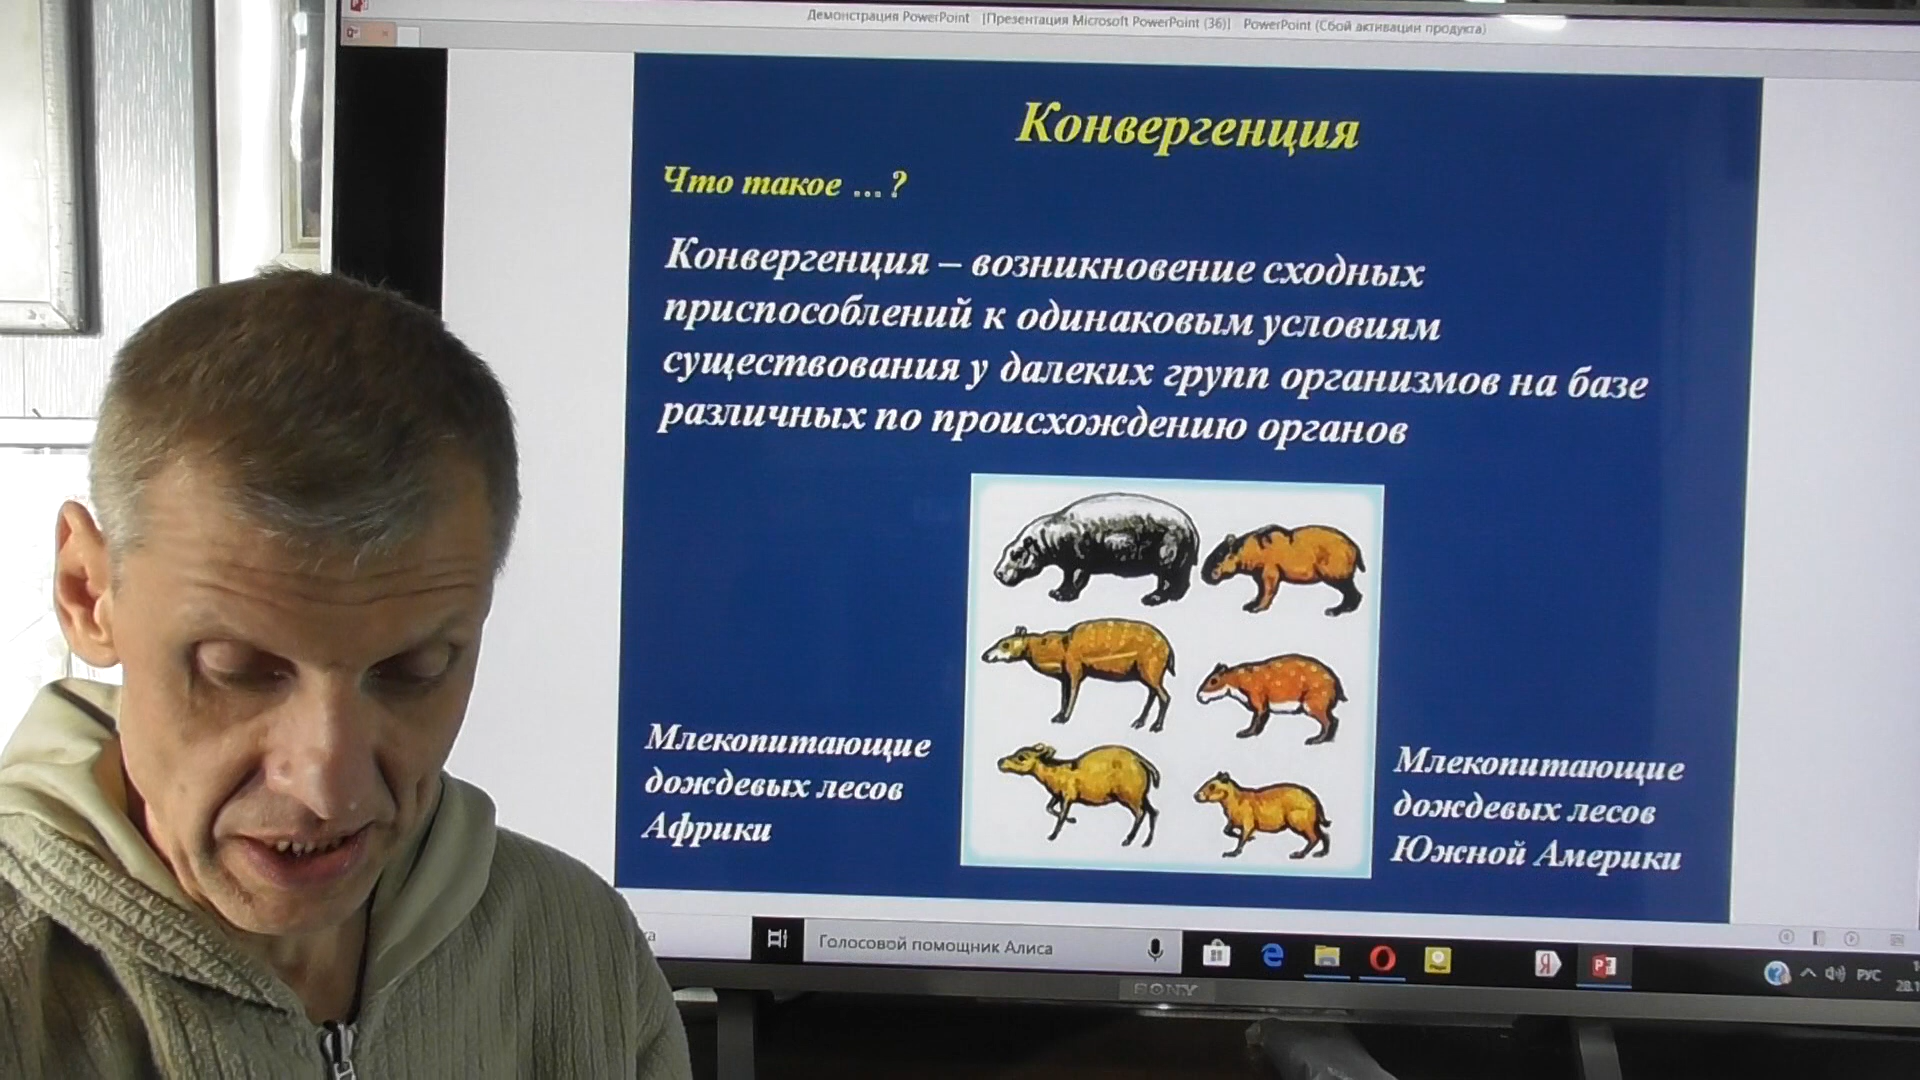 Демонстрация PowerPoint [Презентация Microsoft PowerPoint (36)] PowerPoint (Сбой активации продукта)
Конвергенция
Что такое ...?
Конвергенция – возникновение сходных
приспособлений к одинаковым условиям
существования у далеких групп организмов на базе
различных по происхождению органов
Млекопитающие
дождевых лесов
Африки
Млекопитающие
дождевых лесов
Южной Америки
Голосовой помощник Алиса
РУС
SONY